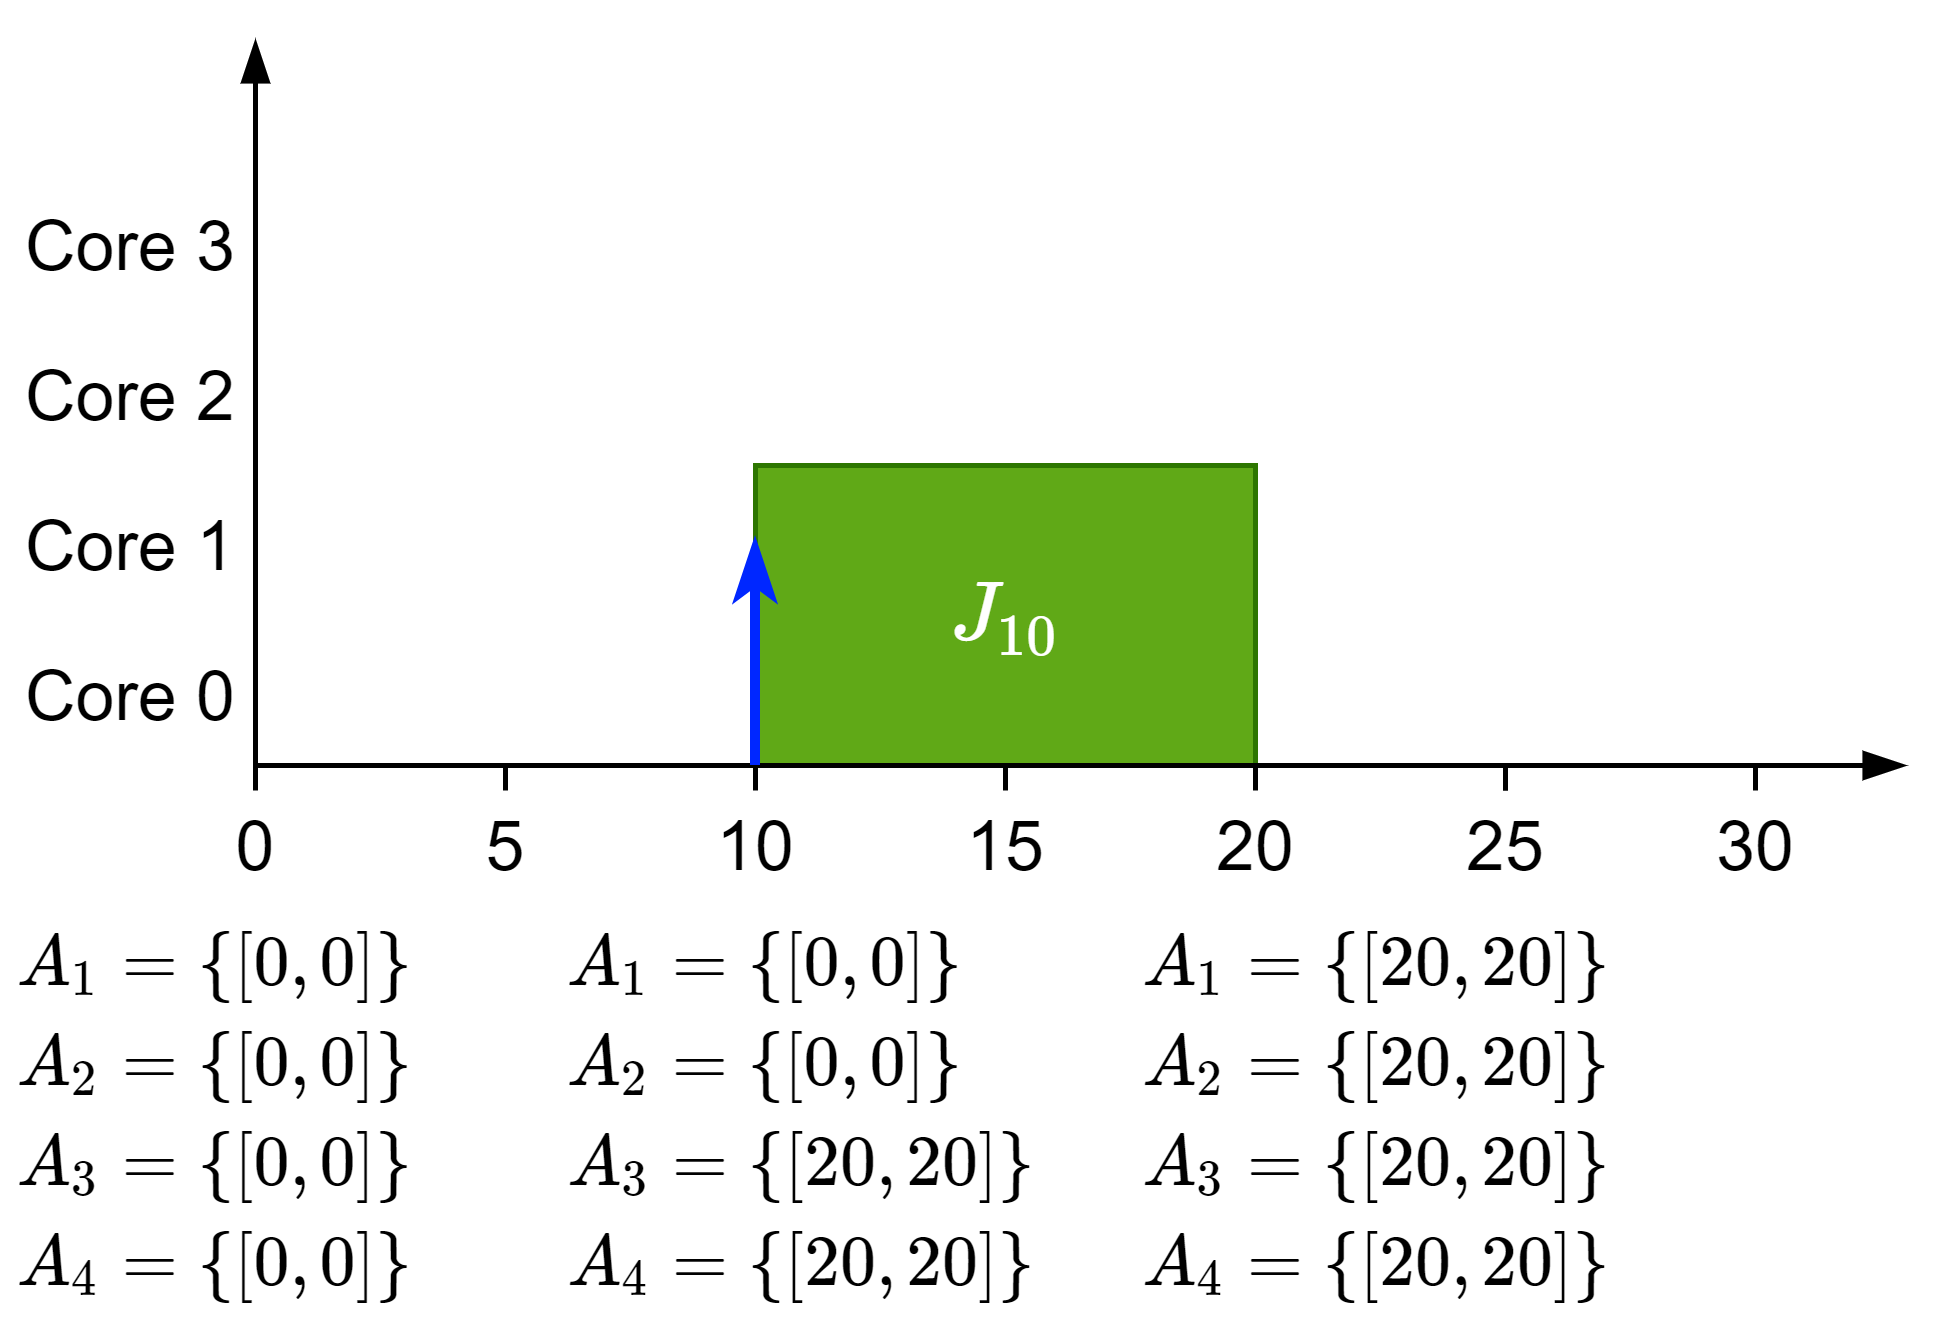 Core 3
Core 2
Core 1
J₁₀
Core 0
0 5 10 15 20 25 30
A₁ = {[0, 0]} A₁ = {[0, 0]} A₁ = {[20, 20]}
A₂ = {[0, 0]} A₂ = {[0, 0]} A₂ = {[20, 20]}
A₃ = {[0, 0]} A₃ = {[20, 20]} A₃ = {[20, 20]}
A₄ = {[0, 0]} A₄ = {[20, 20]} A₄ = {[20, 20]}